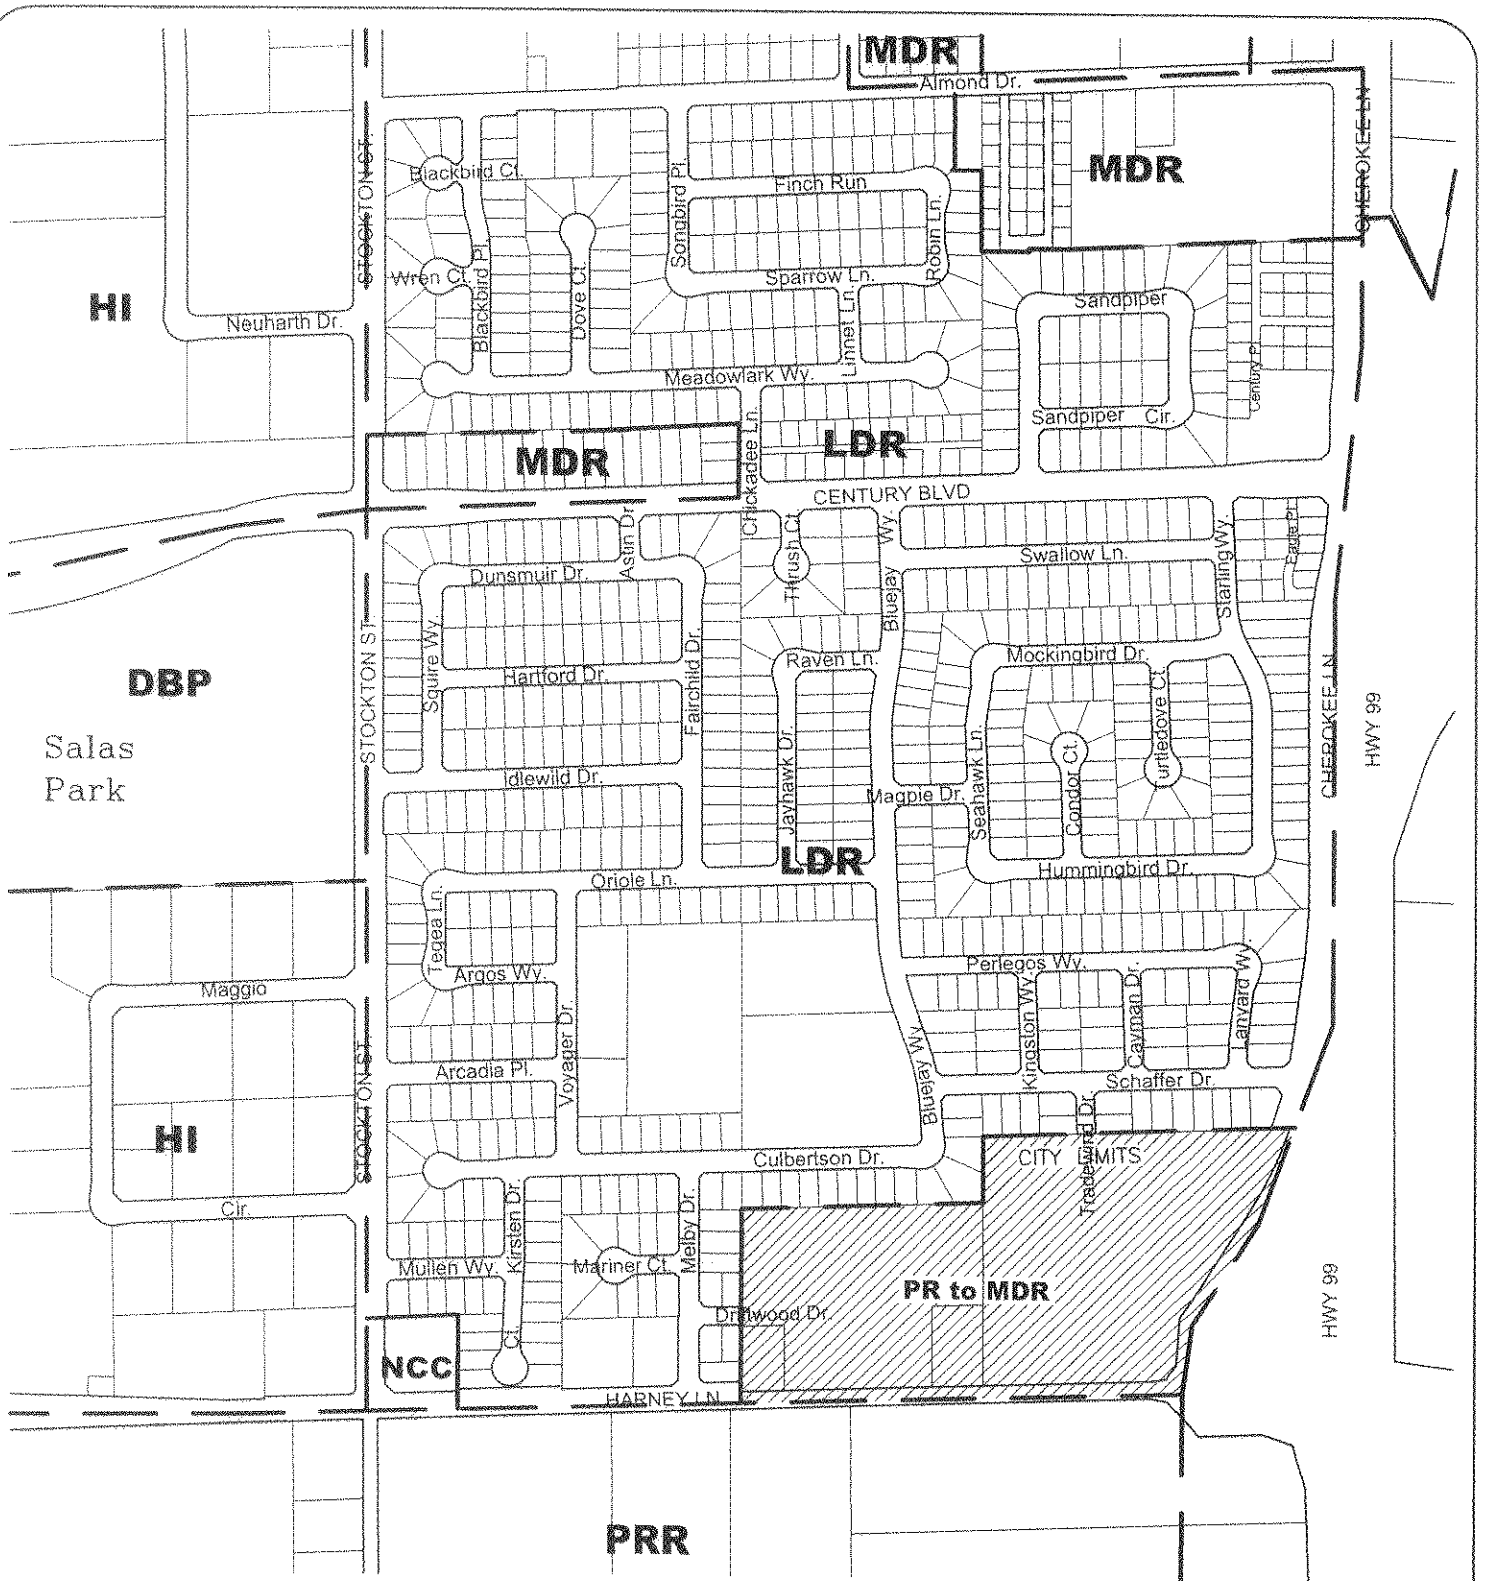 MDR
Almond Dr.
CHEROKEE LN
STOCKTON ST.
Blackbird Ct.
Songbird Pl.
Finch Run
MDR
Robin Ln.
Wren Ct.
Blackbird Pl.
Dove Ct.
Sparrow Ln.
HI
Neuharth Dr.
Linnet Ln.
Sandpiper
Meadowlark Wy.
Century Pl
Sandpiper Cir.
MDR
Chickadee Ln.
LDR
CENTURY BLVD
Astin Dr.
Thrush Ct.
Bluejay Wy.
Swallow Ln.
Starling Wy.
Eagle Pl
Dunsmuir Dr.
Squire Wy.
STOCKTON ST
Hartford Dr.
Fairchild Dr.
Raven Ln.
Mockingbird Dr.
DBP
Salas
Park
Idlewild Dr.
Jayhawk Dr.
Magpie Dr.
Seahawk Ln.
Condor Ct.
Turtledove Ct.
CHEROKEE LN
HWY 99
LDR
Oriole Ln.
Hummingbird Dr.
Tegea Ln.
Argos Wy.
Perlegos Wy.
Maggio
Voyager Dr.
Kingston Wy.
Cayman Dr.
Lanyard Wy.
Arcadia Pl.
Bluejay Wy
Schaffer Dr.
STOCKTON ST.
HI
Culbertson Dr.
CITY LIMITS
Tradewind Dr.
Cir.
Kirsten Dr.
Melby Dr.
Mullen Wy.
Mariner Ct.
PR to MDR
HWY 99
Driftwood Dr.
Ct.
NCC
HARNEY LN
PRR